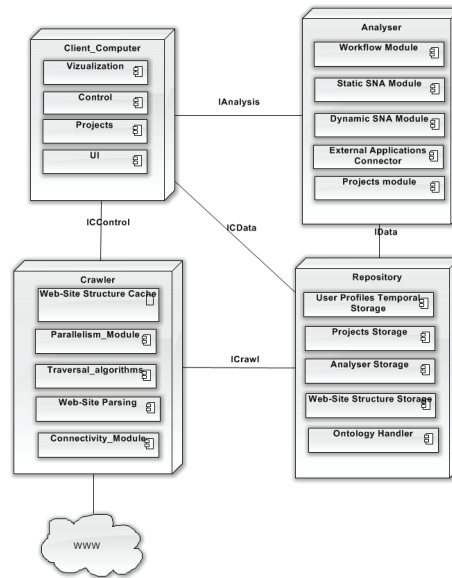 Client_Computer
Vizualization
Control
Projects
UI
IAnalysis
Analyser
Workflow Module
Static SNA Module
Dynamic SNA Module
External Applications
Connector
Projects module
ICControl
ICData
IData
Crawler
Web-Site Structure Cache
Parallelism_Module
Traversal_algorithms
Web-Site Parsing
Connectivity_Module
ICrawl
Repository
User Profiles Temporal
Storage
Projects Storage
Analyser Storage
Web-Site Structure Storage
Ontology Handler
WWW